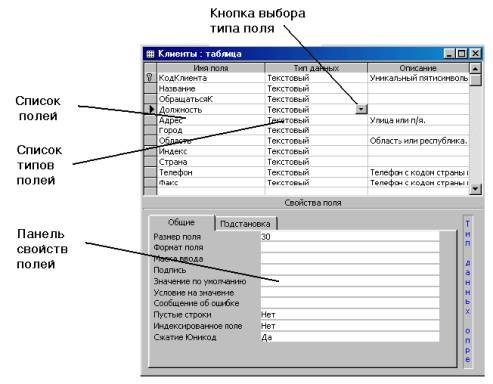 Кнопка выбора
типа поля
Клиенты : таблица
Имя поля Тип данных Описание
КодКлиента Текстовый Уникальный пятисимволь
Название Текстовый
ОбращатьсяК Текстовый
Должность Текстовый
Адрес Текстовый Улица или п/я.
Город Текстовый
Область Текстовый Область или республика.
Индекс Текстовый
Страна Текстовый
Телефон Текстовый Телефон с кодом страны и
Факс Текстовый Телефон с кодом страны и
Список
полей
Список
типов
полей
Свойства поля
Панель
свойств
полей
Общие Подстановка
Размер поля 30
Формат поля
Маска ввода
Подпись
Значение по умолчанию
Условие на значение
Сообщение об ошибке
Пустые строки Нет
Индексированное поле Нет
Сжатие Юникод Да
Тип данных опре